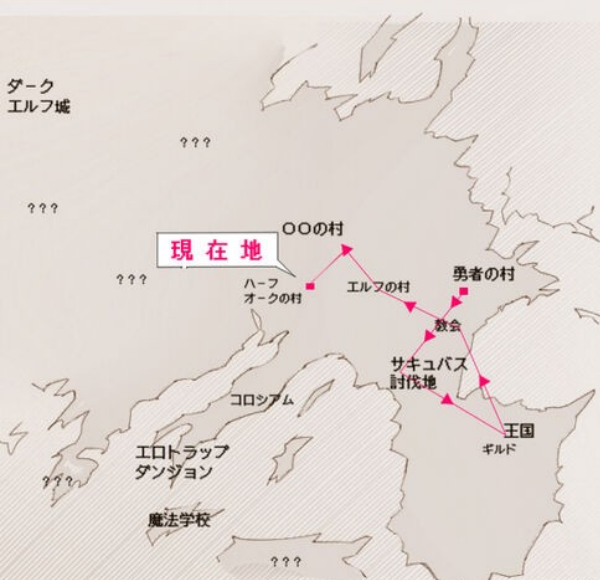 ダーク
エルフ城
???
???
〇〇の村
現在地
???
ハーフ
オークの村
エルフの村
勇者の村
教会
サキュバス
討伐地
コロシアム
王国
ギルド
エロトラップ
ダンジョン
???
魔法学校
???